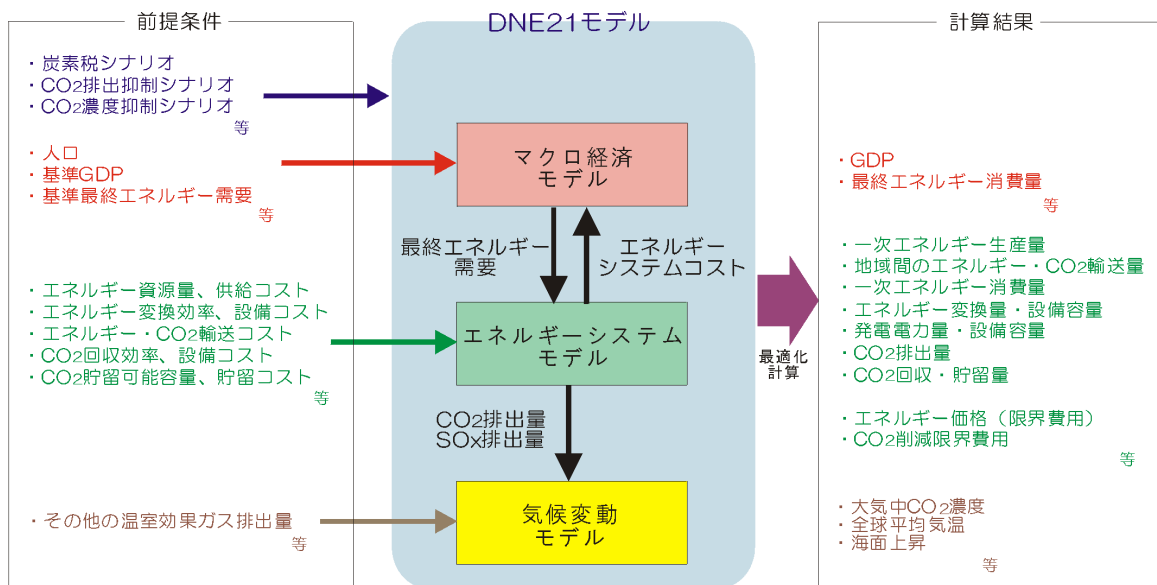 前提条件
・炭素税シナリオ
・CO2排出抑制シナリオ
・CO2濃度抑制シナリオ
等
・人口
・基準GDP
・基準最終エネルギー需要
等
・エネルギー資源量、供給コスト
・エネルギー変換効率、設備コスト
・エネルギー・CO2輸送コスト
・CO2回収効率、設備コスト
・CO2貯留可能容量、貯留コスト
等
・その他の温室効果ガス排出量
等
DNE21モデル
マクロ経済
モデル
最終エネルギー
需要
エネルギー
システムコスト
エネルギーシステム
モデル
CO2排出量
SOx排出量
気候変動
モデル
最適化
計算
計算結果
・GDP
・最終エネルギー消費量
等
・一次エネルギー生産量
・地域間のエネルギー・CO2輸送量
・一次エネルギー消費量
・エネルギー変換量・設備容量
・発電電力量・設備容量
・CO2排出量
・CO2回収・貯留量
・エネルギー価格（限界費用）
・CO2削減限界費用
等
・大気中CO2濃度
・全球平均気温
・海面上昇
等